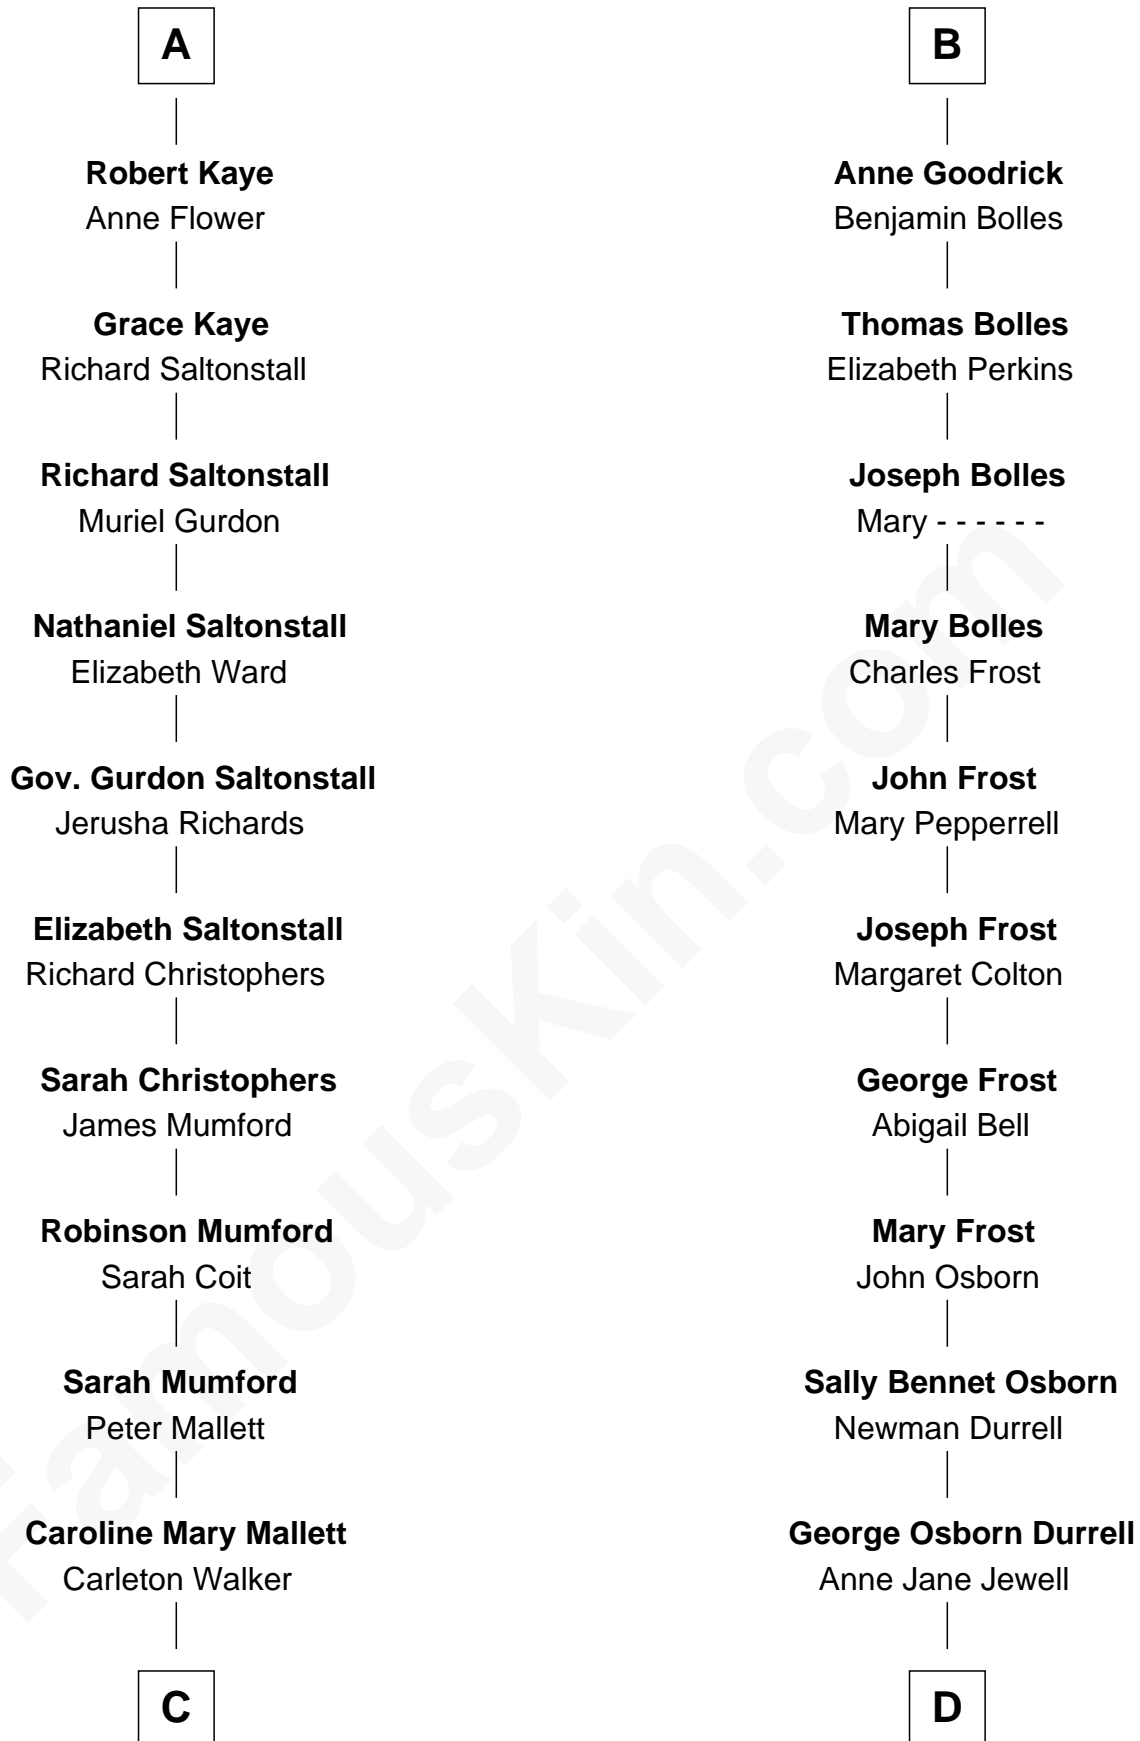 A
Robert Kaye
Anne Flower
Grace Kaye
Richard Saltonstall
Richard Saltonstall
Muriel Gurdon
Nathaniel Saltonstall
Elizabeth Ward
Gov. Gurdon Saltonstall
Jerusha Richards
Elizabeth Saltonstall
Richard Christophers
Sarah Christophers
James Mumford
Robinson Mumford
Sarah Coit
Sarah Mumford
Peter Mallett
Caroline Mary Mallett
Carleton Walker
C
B
Anne Goodrick
Benjamin Bolles
Thomas Bolles
Elizabeth Perkins
Joseph Bolles
Mary - - - - - -
Mary Bolles
Charles Frost
John Frost
Mary Pepperrell
Joseph Frost
Margaret Colton
George Frost
Abigail Bell
Mary Frost
John Osborn
Sally Bennet Osborn
Newman Durrell
George Osborn Durrell
Anne Jane Jewell
D
FamousKin.com